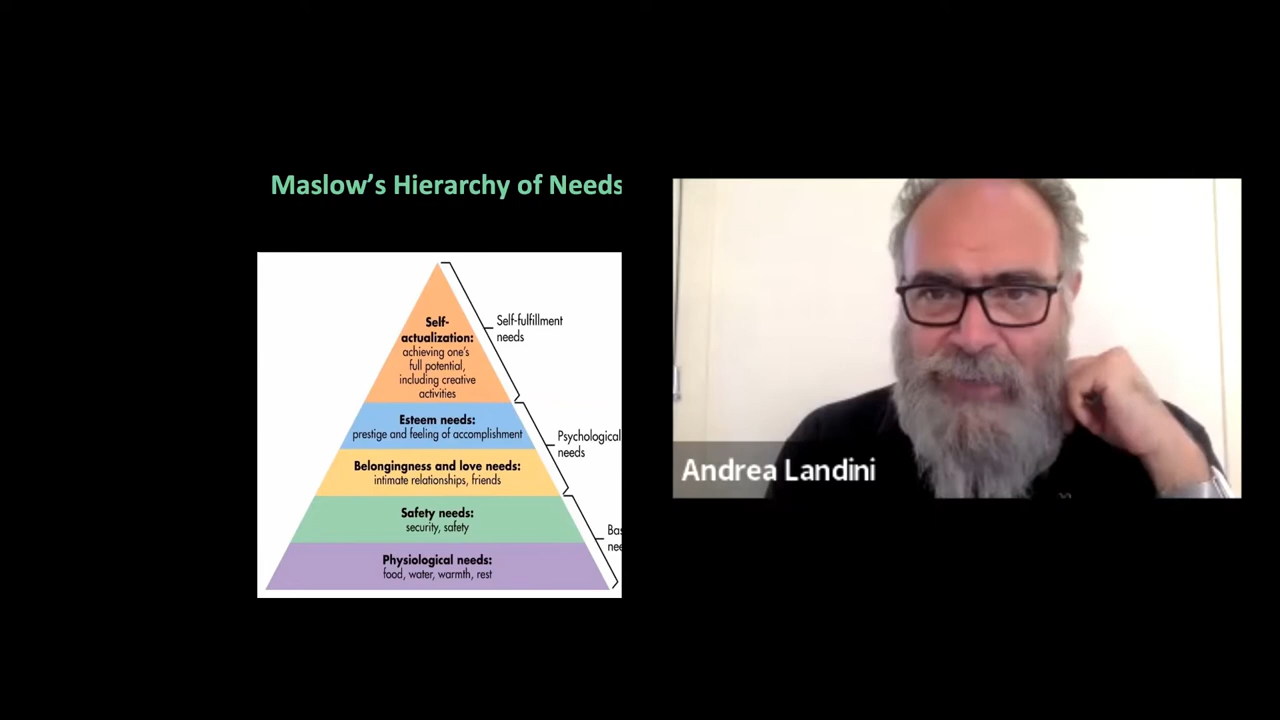 Maslow's Hierarchy of Needs
Self-
actualization:
achieving one's
full potential,
including creative
activities
Self-fulfillment
needs
Esteem needs:
prestige and feeling of accomplishment
Psychological
needs
Belongingness and love needs:
intimate relationships, friends
Safety needs:
security, safety
Physiological needs:
food, water, warmth, rest
Andrea Landini